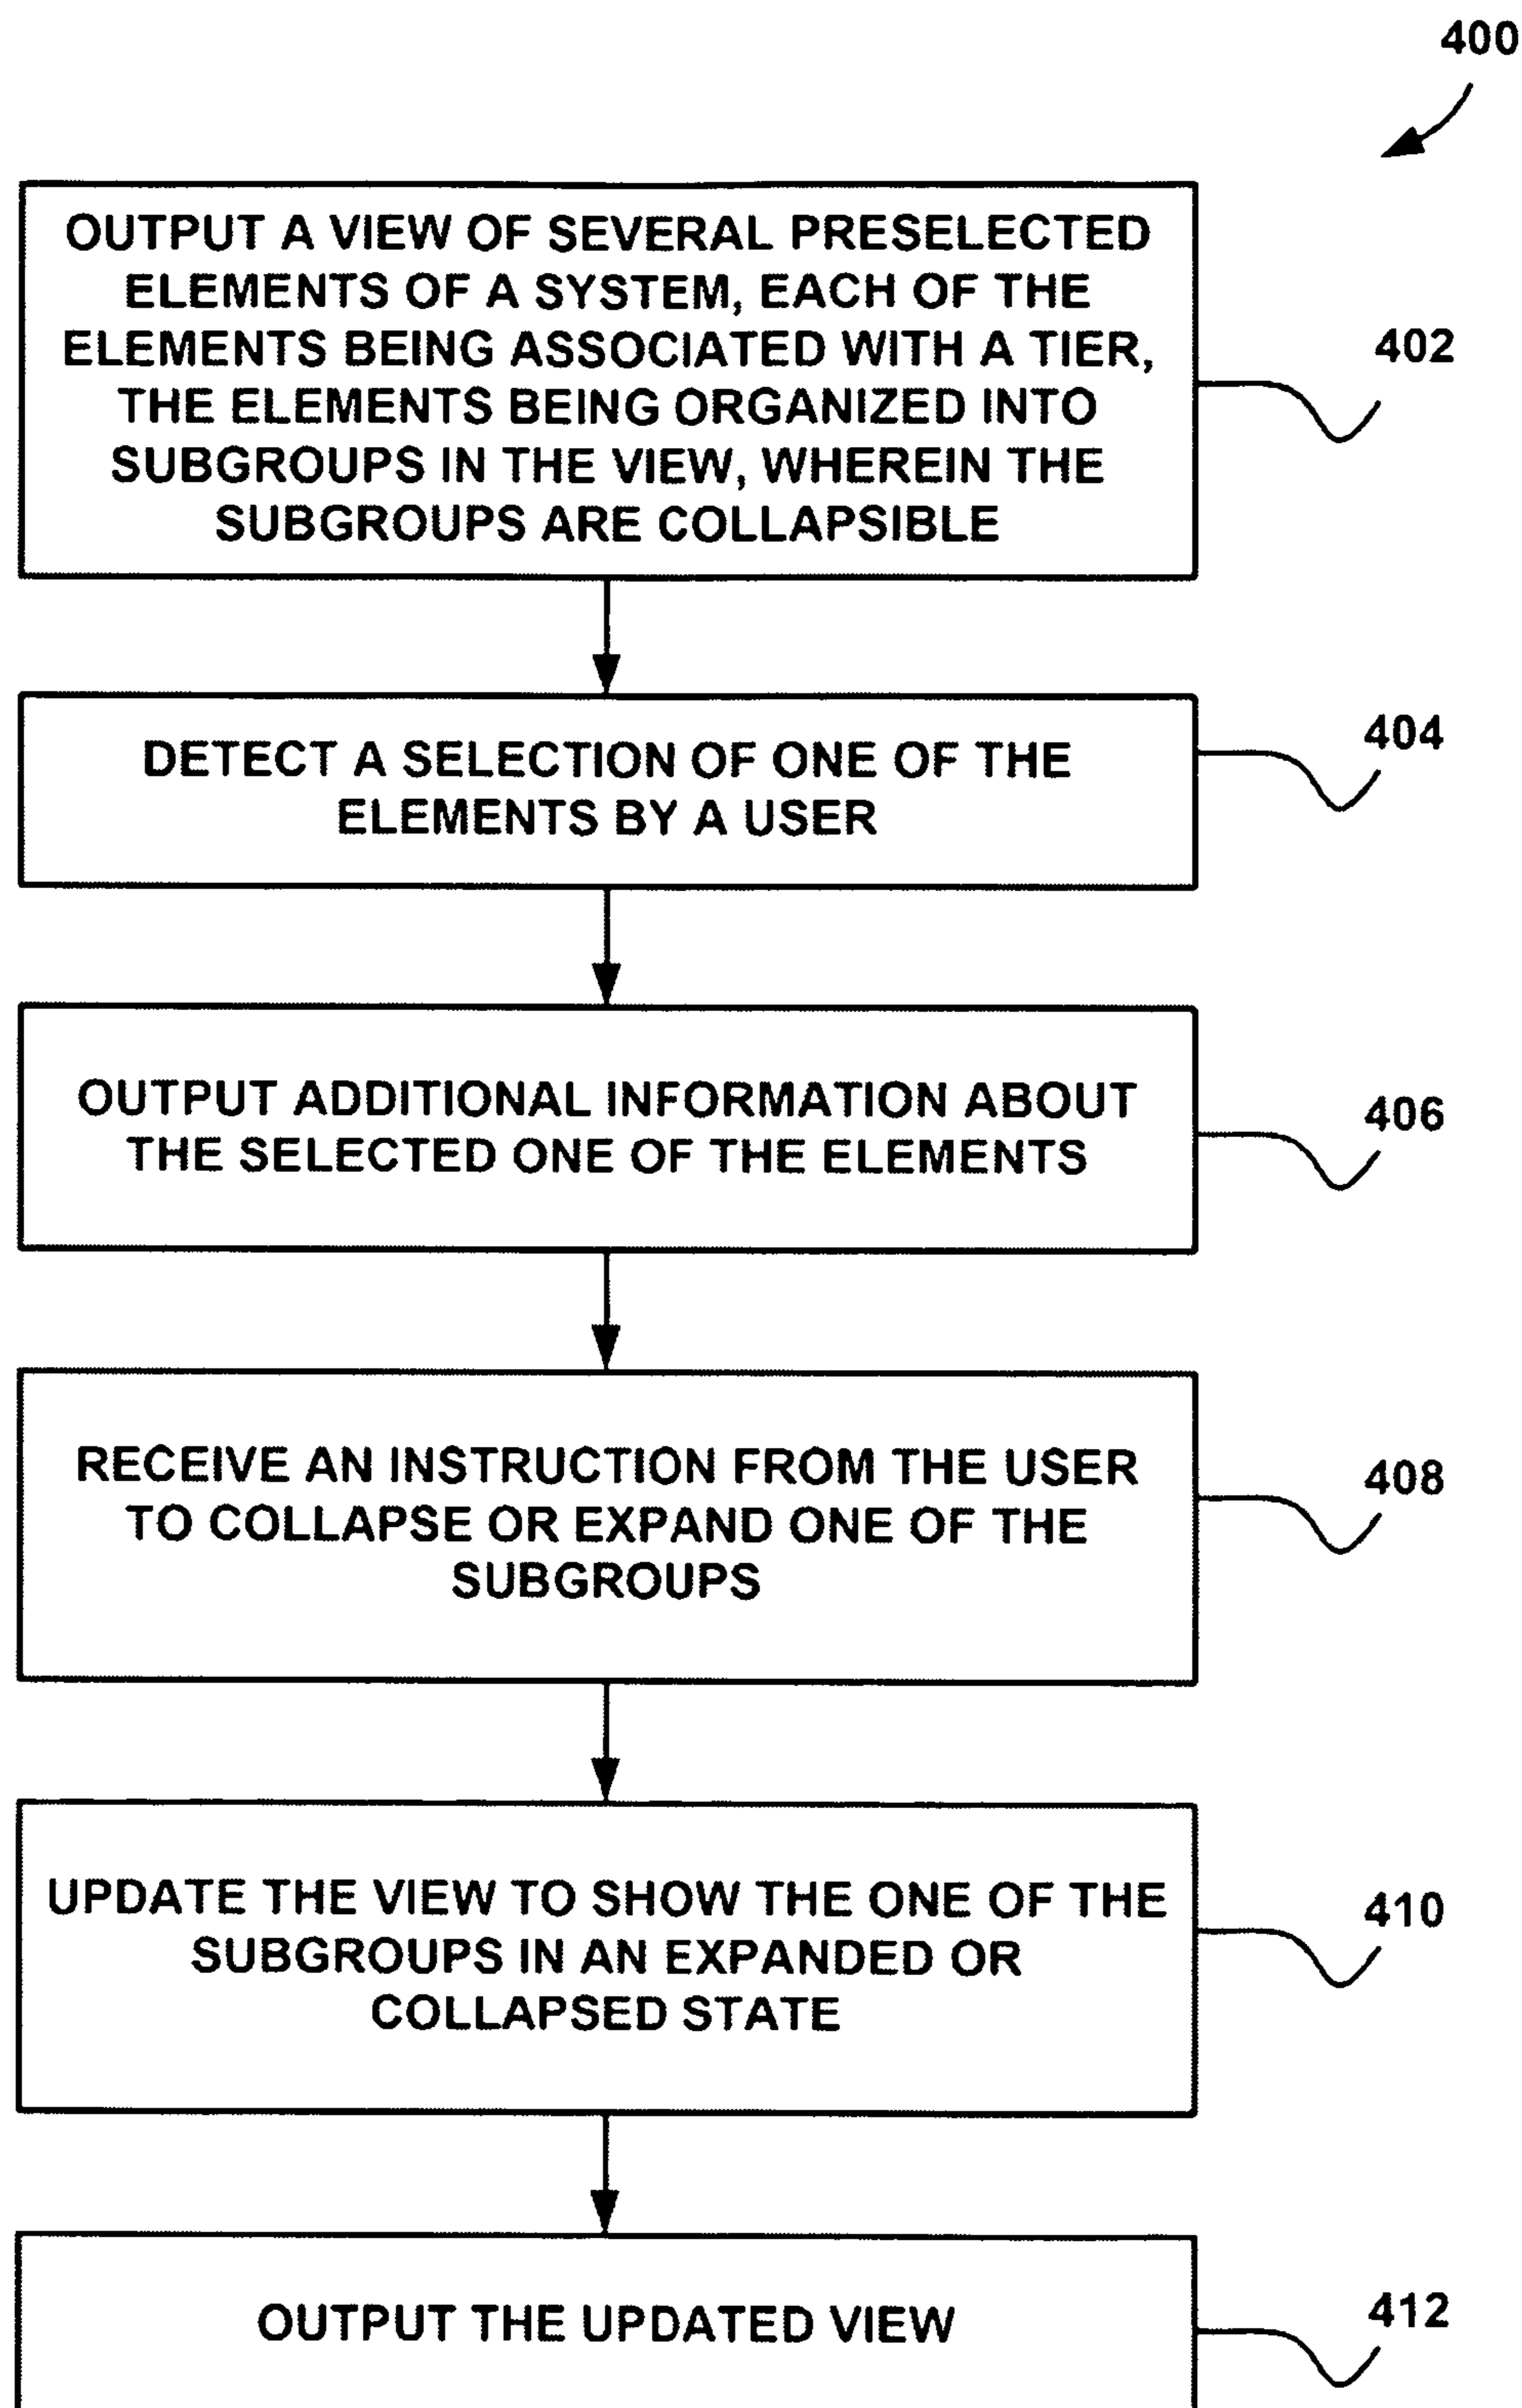 400
OUTPUT A VIEW OF SEVERAL PRESELECTED
ELEMENTS OF A SYSTEM, EACH OF THE
ELEMENTS BEING ASSOCIATED WITH A TIER,
THE ELEMENTS BEING ORGANIZED INTO
SUBGROUPS IN THE VIEW, WHEREIN THE
SUBGROUPS ARE COLLAPSIBLE
402
DETECT A SELECTION OF ONE OF THE
ELEMENTS BY A USER
404
OUTPUT ADDITIONAL INFORMATION ABOUT
THE SELECTED ONE OF THE ELEMENTS
406
RECEIVE AN INSTRUCTION FROM THE USER
TO COLLAPSE OR EXPAND ONE OF THE
SUBGROUPS
408
UPDATE THE VIEW TO SHOW THE ONE OF THE
SUBGROUPS IN AN EXPANDED OR
COLLAPSED STATE
410
OUTPUT THE UPDATED VIEW
412